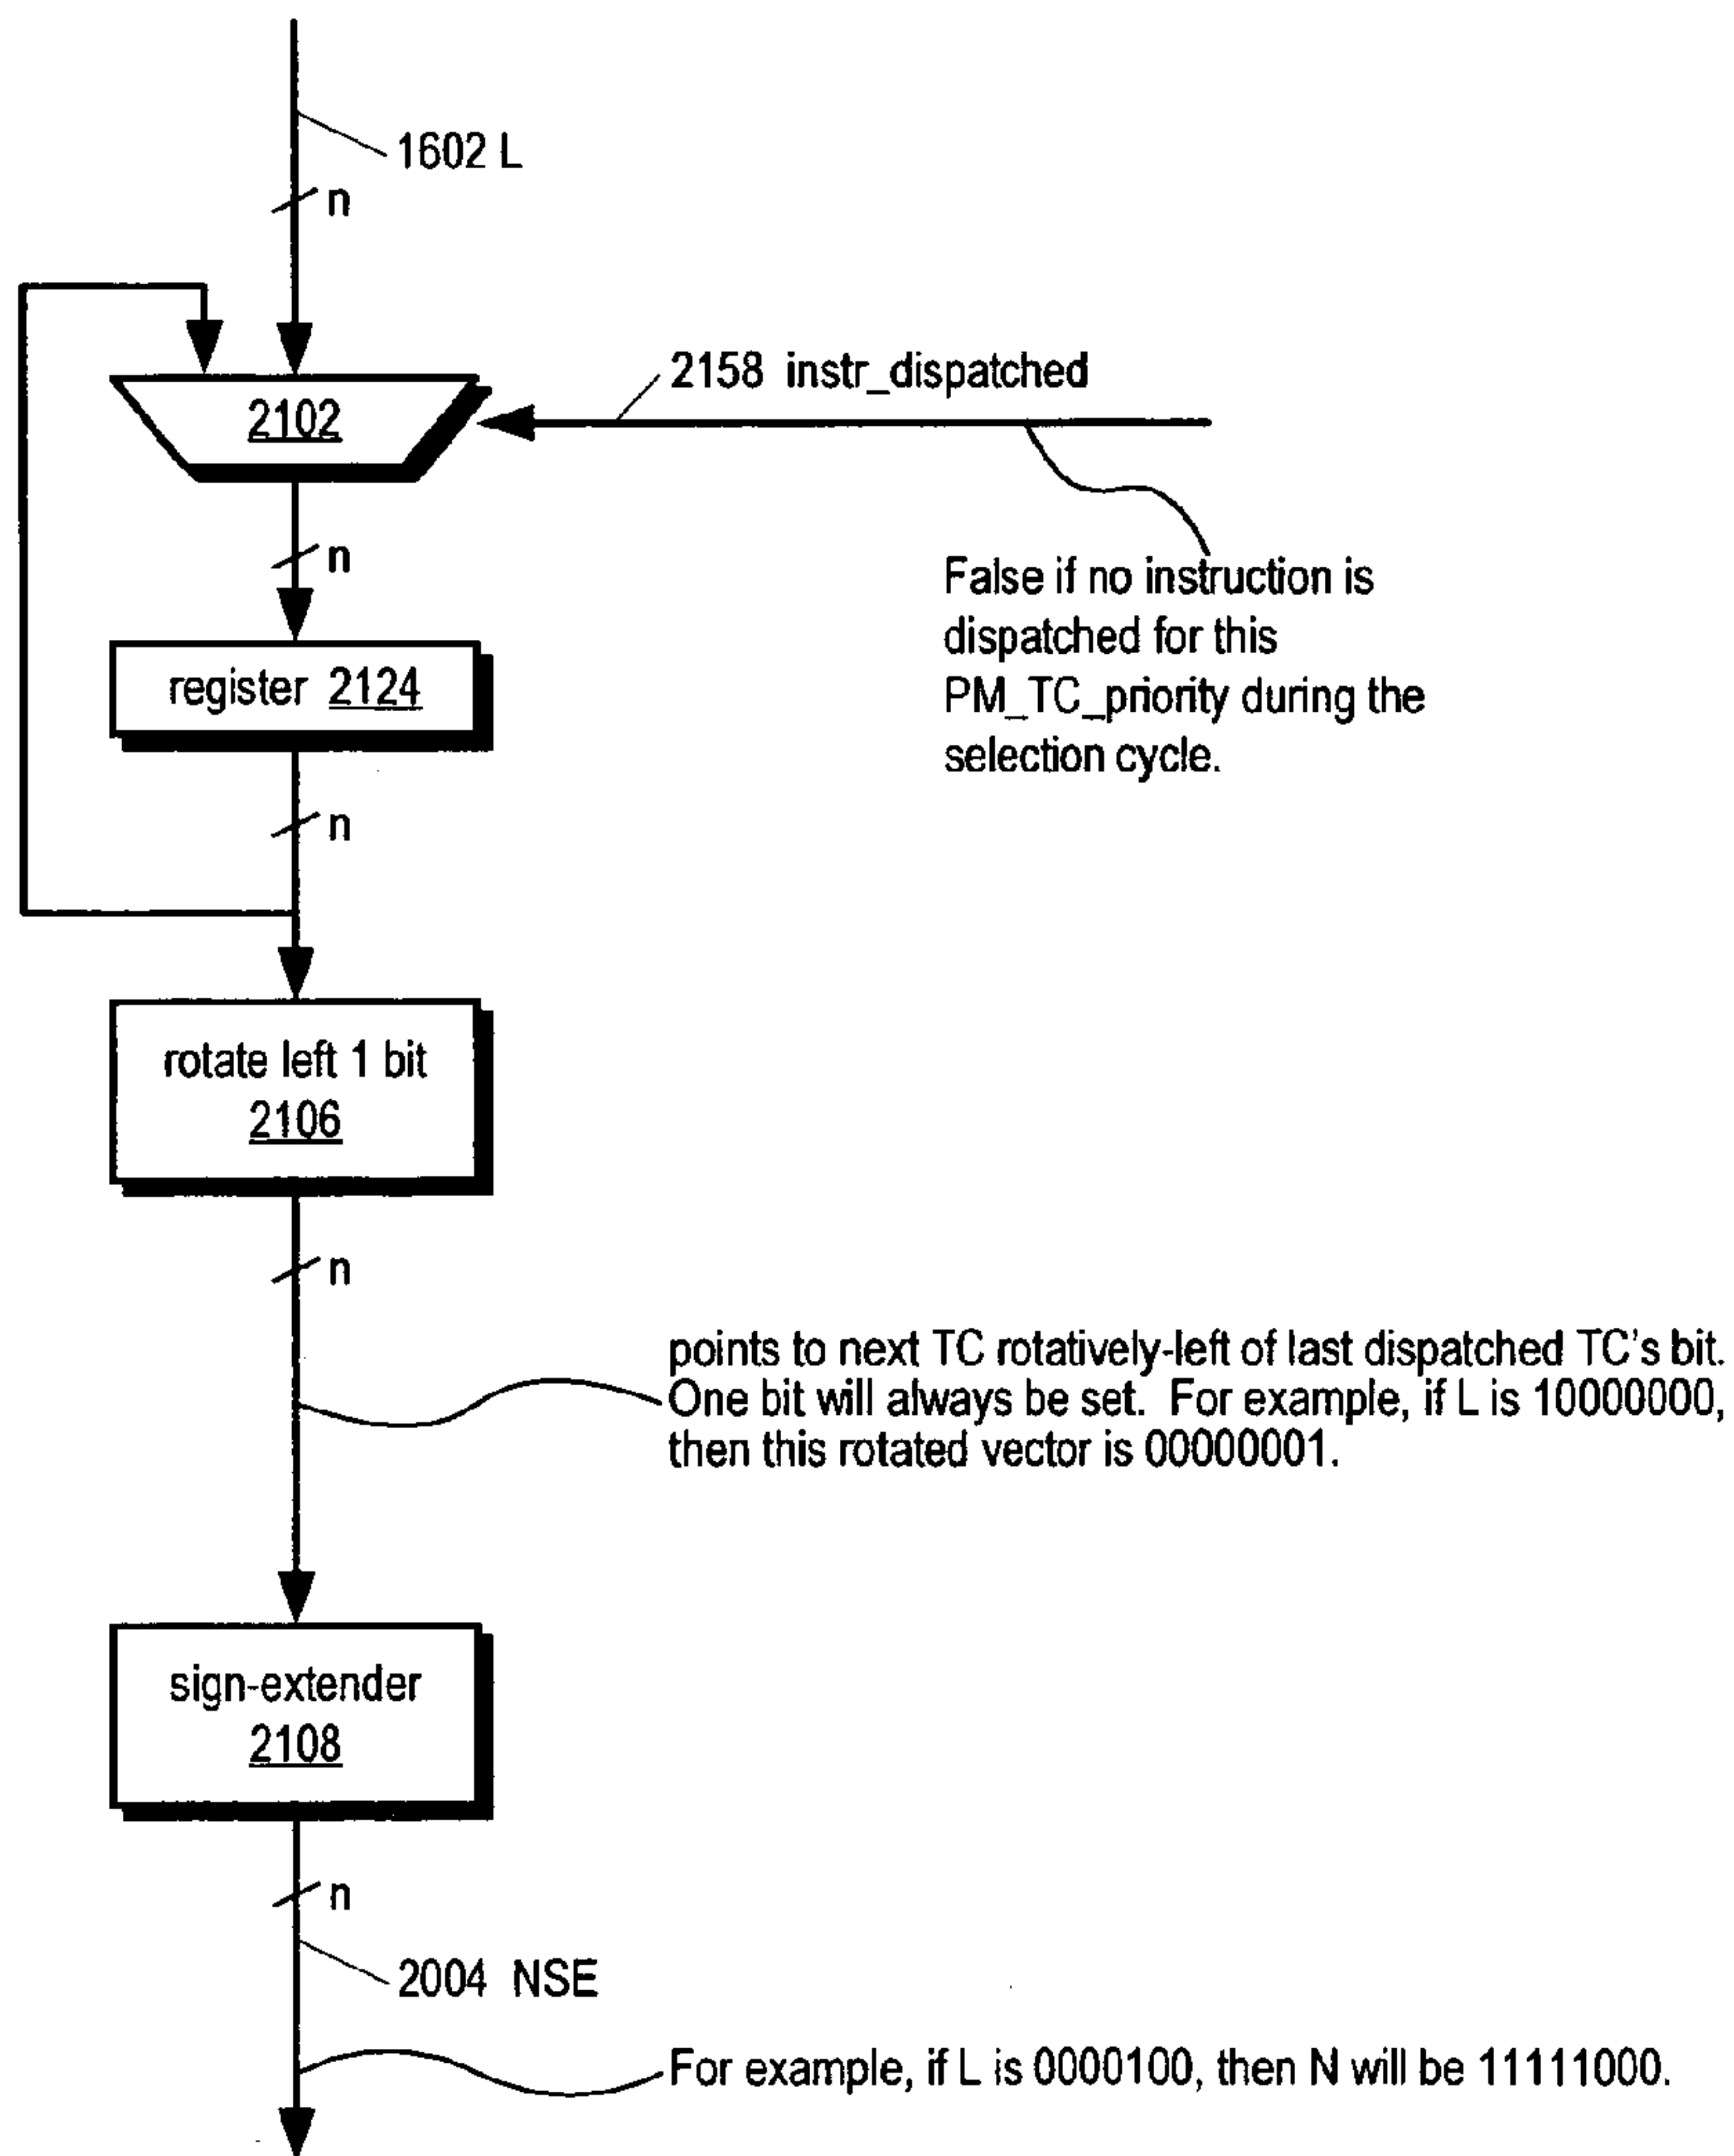 1602 L
n
2158 instr_dispatched
2102
False if no instruction is
dispatched for this
PM_TC_priority during the
selection cycle.
n
register 2124
n
rotate left 1 bit
2106
n
points to next TC rotatively-left of last dispatched TC's bit.
One bit will always be set. For example, if L is 10000000,
then this rotated vector is 00000001.
sign-extender
2108
n
2004 NSE
For example, if L is 0000100, then N will be 11111000.